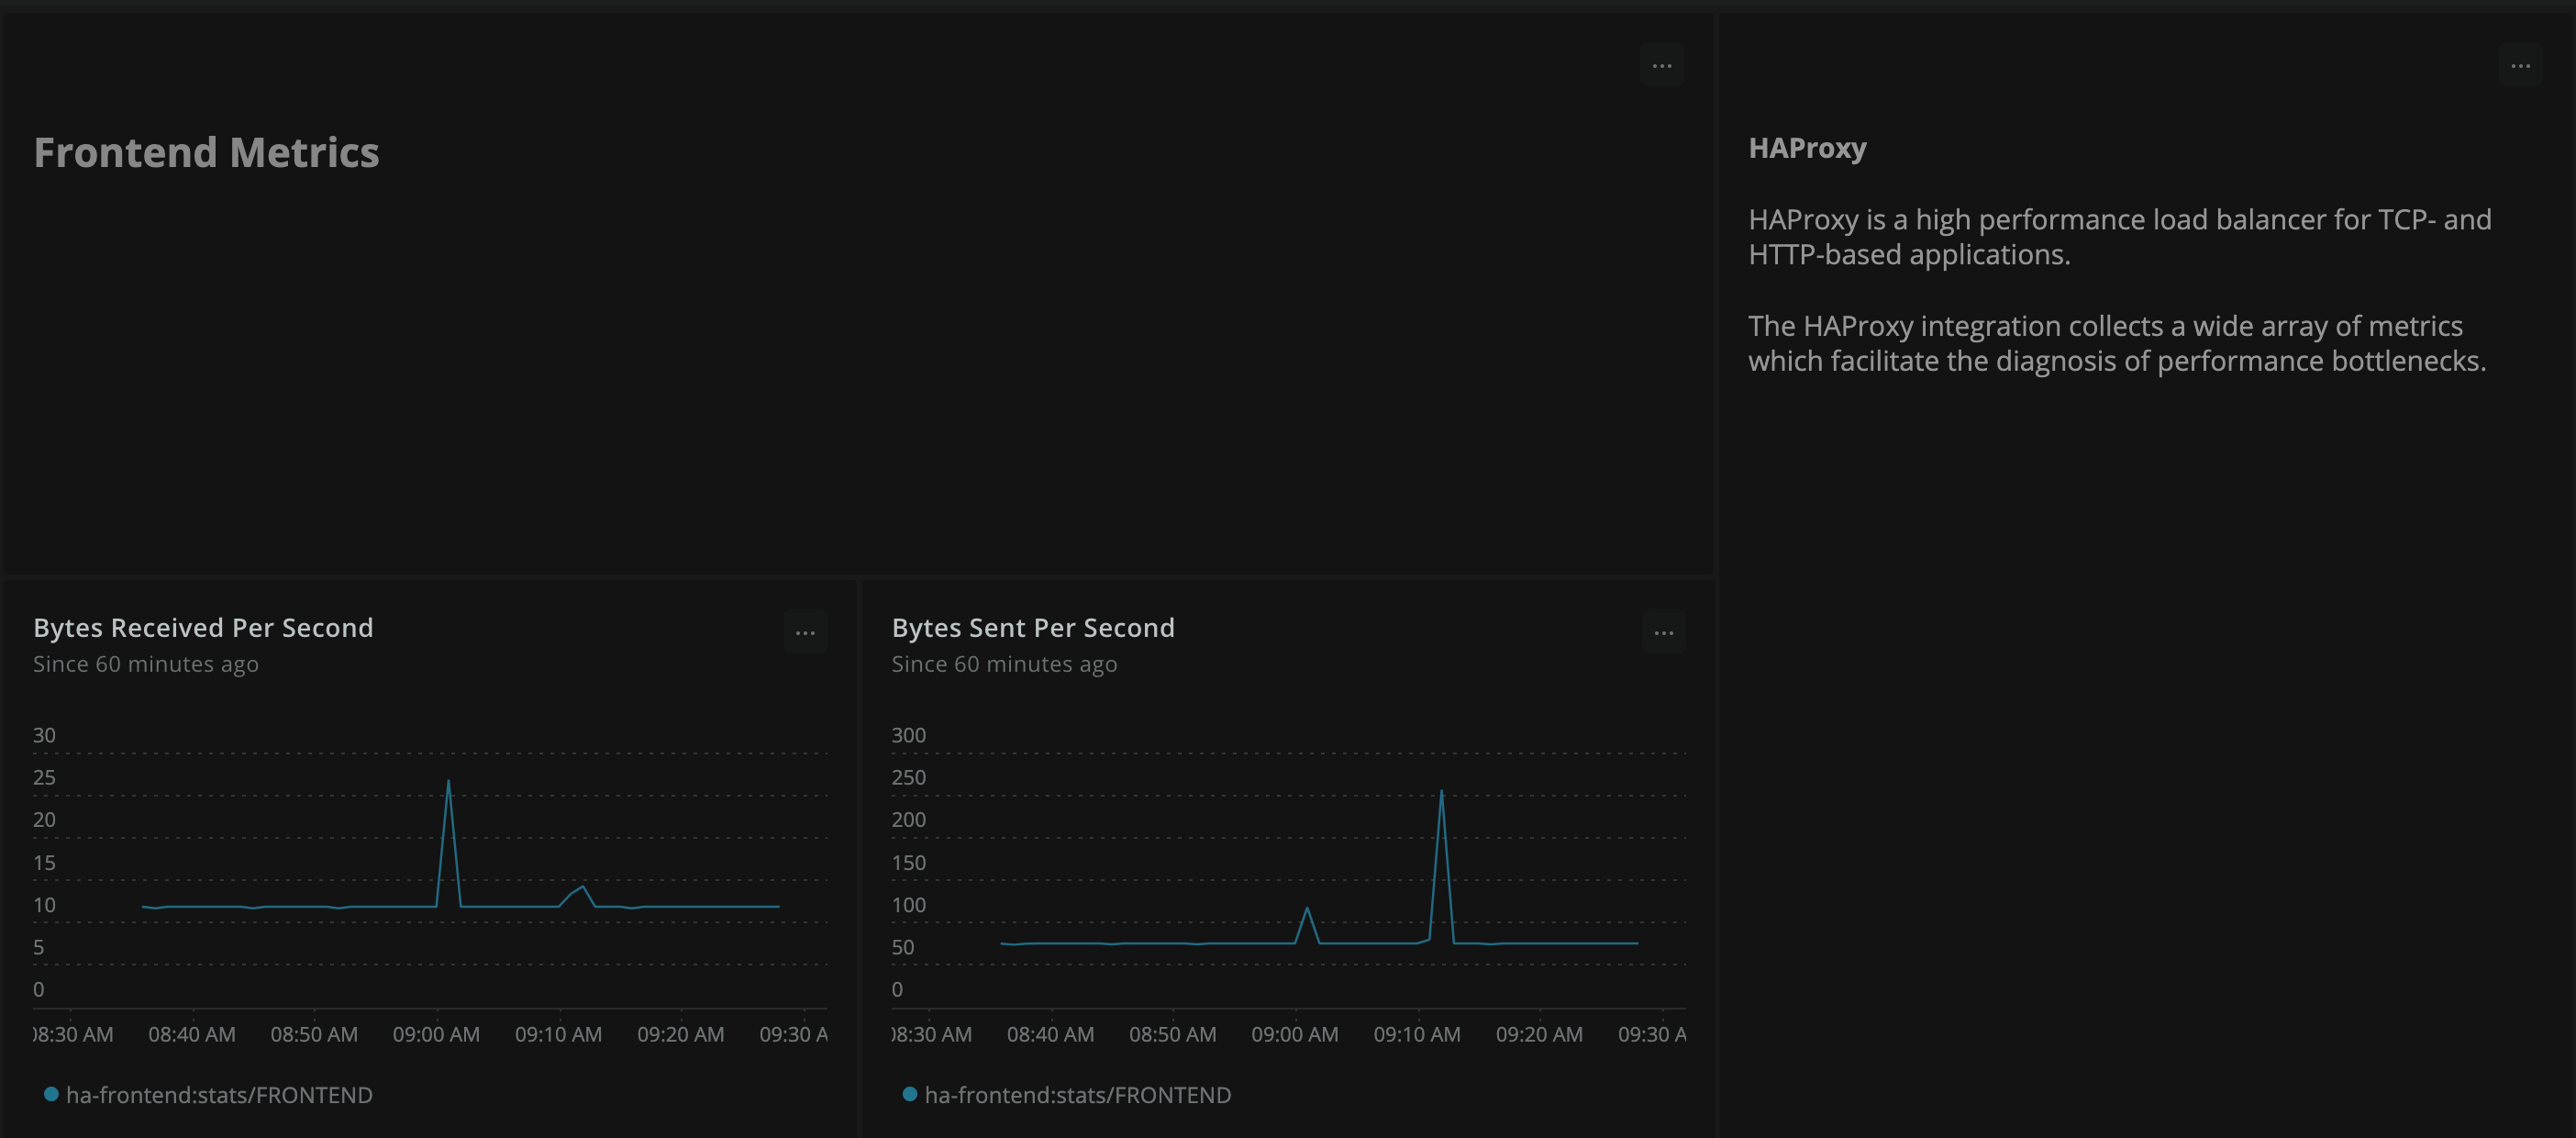 Frontend Metrics
HAProxy
HAProxy is a high performance load balancer for TCP- and
HTTP-based applications.
The HAProxy integration collects a wide array of metrics
which facilitate the diagnosis of performance bottlenecks.
Bytes Received Per Second
Since 60 minutes ago
30
25
20
15
10
5
0
08:30 AM 08:40 AM 08:50 AM 09:00 AM 09:10 AM 09:20 AM 09:30 A
ha-frontend:stats/FRONTEND
Bytes Sent Per Second
Since 60 minutes ago
300
250
200
150
100
50
0
08:30 AM 08:40 AM 08:50 AM 09:00 AM 09:10 AM 09:20 AM 09:30 A
ha-frontend:stats/FRONTEND